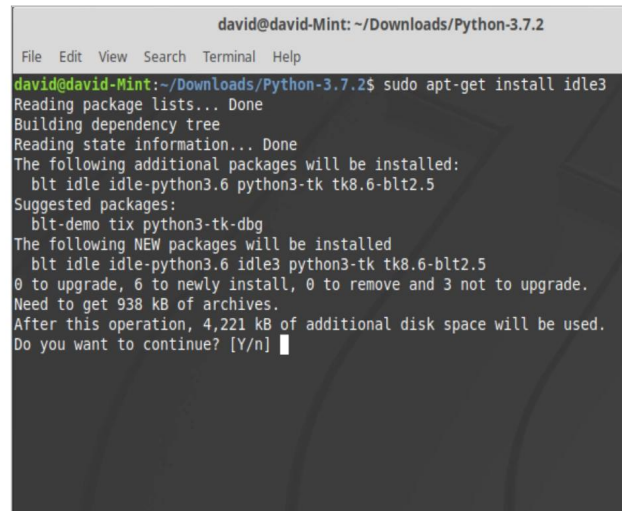 david@david-Mint: ~/Downloads/Python-3.7.2
File Edit View Search Terminal Help
david@david-Mint:~/Downloads/Python-3.7.2$ sudo apt-get install idle3
Reading package lists... Done
Building dependency tree
Reading state information... Done
The following additional packages will be installed:
  blt idle idle-python3.6 python3-tk tk8.6-blt2.5
Suggested packages:
  blt-demo tix python3-tk-dbg
The following NEW packages will be installed
  blt idle idle-python3.6 idle3 python3-tk tk8.6-blt2.5
0 to upgrade, 6 to newly install, 0 to remove and 3 not to upgrade.
Need to get 938 kB of archives.
After this operation, 4,221 kB of additional disk space will be used.
Do you want to continue? [Y/n]